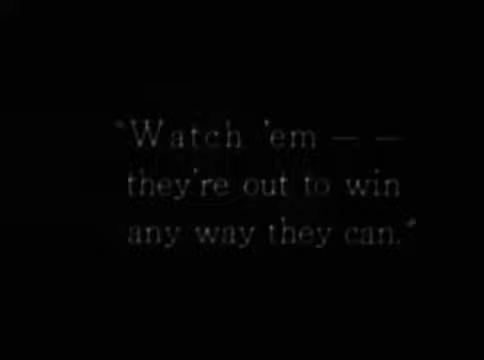 "Watch 'em — —
they're out to win
any way they can."